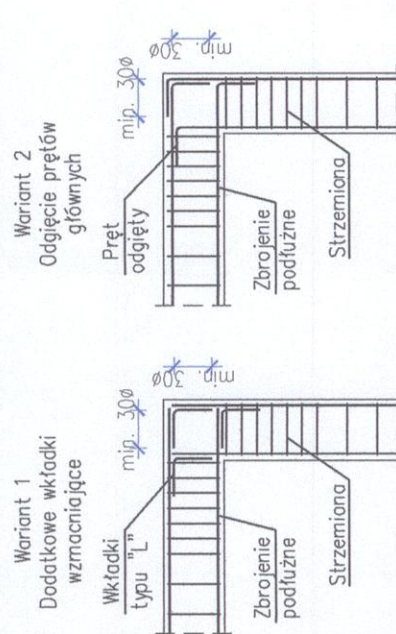 Wariant 2
Odgięcie prętów
głównych
min. 30Ø
min. 30Ø
Pręt
odgięty
Zbrojenie
podłużne
Strzemiona
Wariant 1
Dodatkowe wkładki
wzmacniające
min. 30Ø
min. 30Ø
Wkładki
typu "L"
Zbrojenie
podłużne
Strzemiona